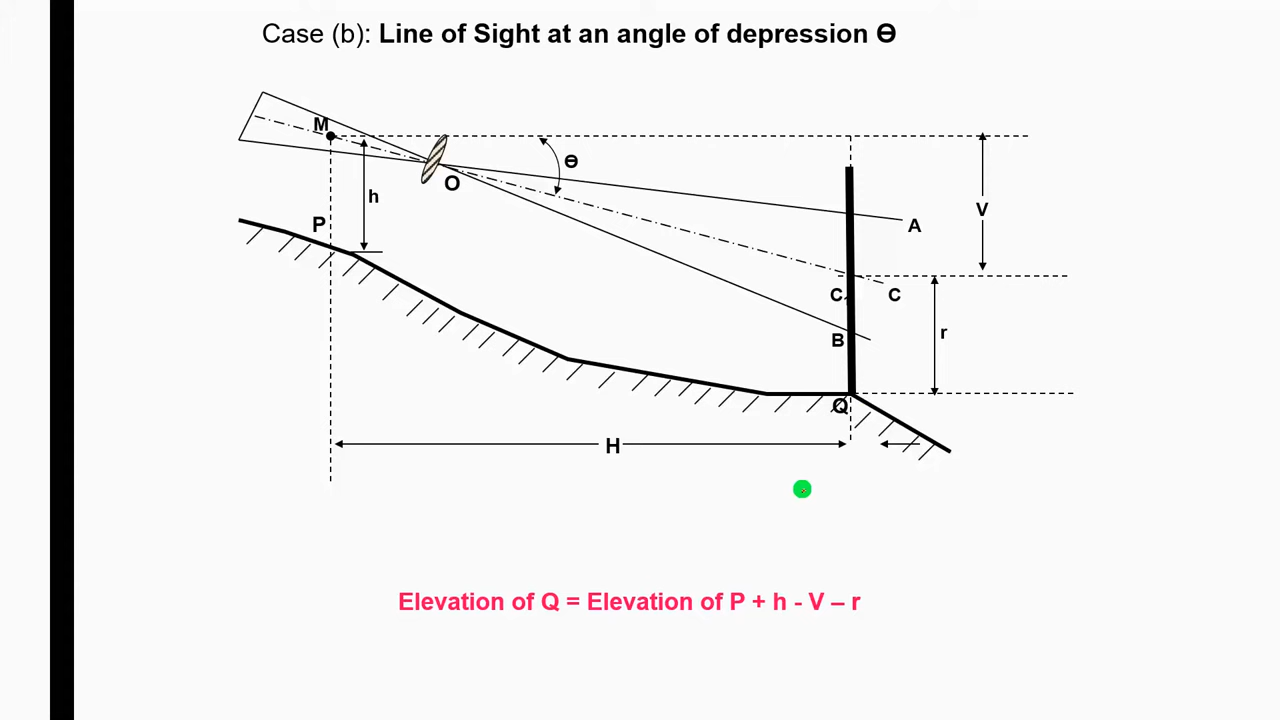 Case (b): Line of Sight at an angle of depression Ɵ
M
Ɵ
O
h
V
P
A
C
C
r
B
Q
H
Elevation of Q = Elevation of P + h - V – r